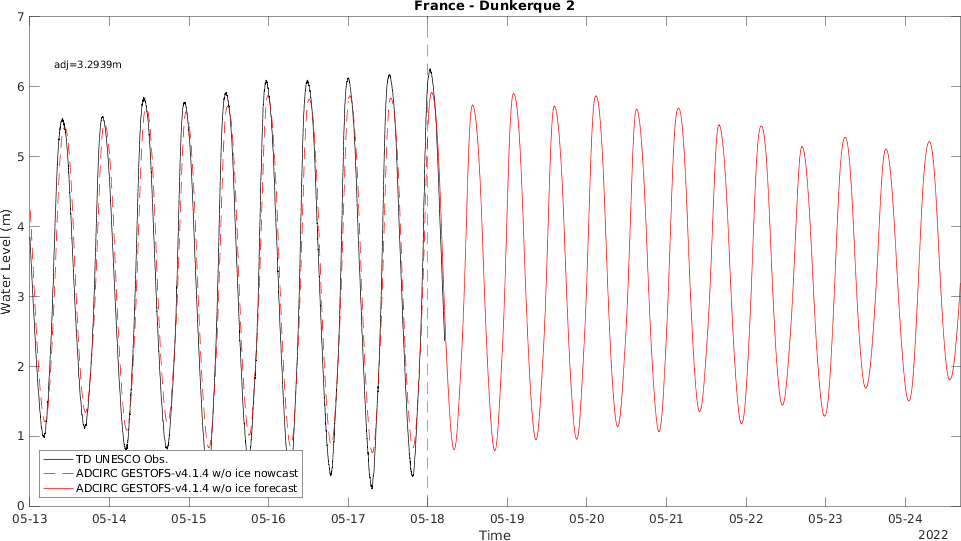 France - Dunkerque 2
7
adj=3.2939m
6
5
4
3
2
1
0
Water Level (m)
TD UNESCO Obs.
ADCIRC GESTOFS-v4.1.4 w/o ice nowcast
ADCIRC GESTOFS-v4.1.4 w/o ice forecast
05-13 05-14 05-15 05-16 05-17 05-18 05-19 05-20 05-21 05-22 05-23 05-24
Time
2022